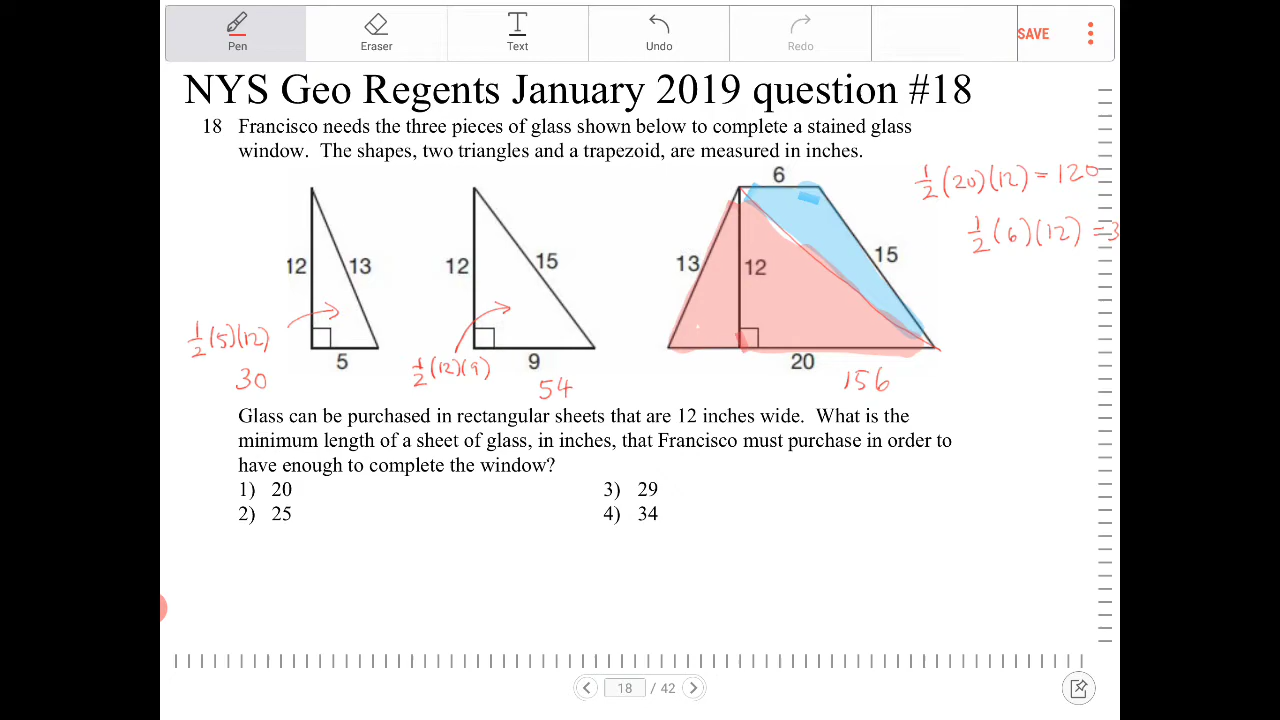 Pen Eraser Text Undo Redo SAVE
NYS Geo Regents January 2019 question #18
18 Francisco needs the three pieces of glass shown below to complete a stained glass
window. The shapes, two triangles and a trapezoid, are measured in inches.
6
1/2(20)(12)=120
1/2(6)(12)=3
12 13
12 15
13 12 15
1/2(5)(12)
30
5
1/2(12)(9)
9
54
20
156
Glass can be purchased in rectangular sheets that are 12 inches wide. What is the
minimum length of a sheet of glass, in inches, that Francisco must purchase in order to
have enough to complete the window?
1) 20 3) 29
2) 25 4) 34
18 / 42